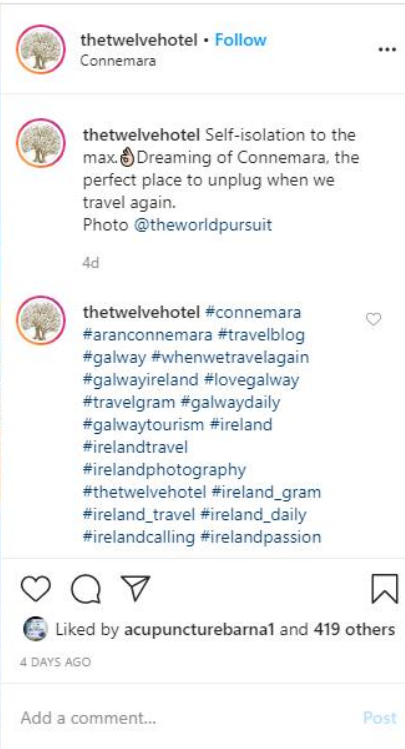 thetwelvehotel • Follow
Connemara
thetwelvehotel Self-isolation to the
max.👌🏼Dreaming of Connemara, the
perfect place to unplug when we
travel again.
Photo @theworldpursuit
4d
thetwelvehotel #connemara
#aranconnemara #travelblog
#galway #whenwetravelagain
#galwayireland #lovegalway
#travelgram #galwaydaily
#galwaytourism #ireland
#irelandtravel
#irelandphotography
#thetwelvehotel #ireland_gram
#ireland_travel #ireland_daily
#irelandcalling #irelandpassion
Liked by acupuncturebarna1 and 419 others
4 DAYS AGO
Add a comment... Post